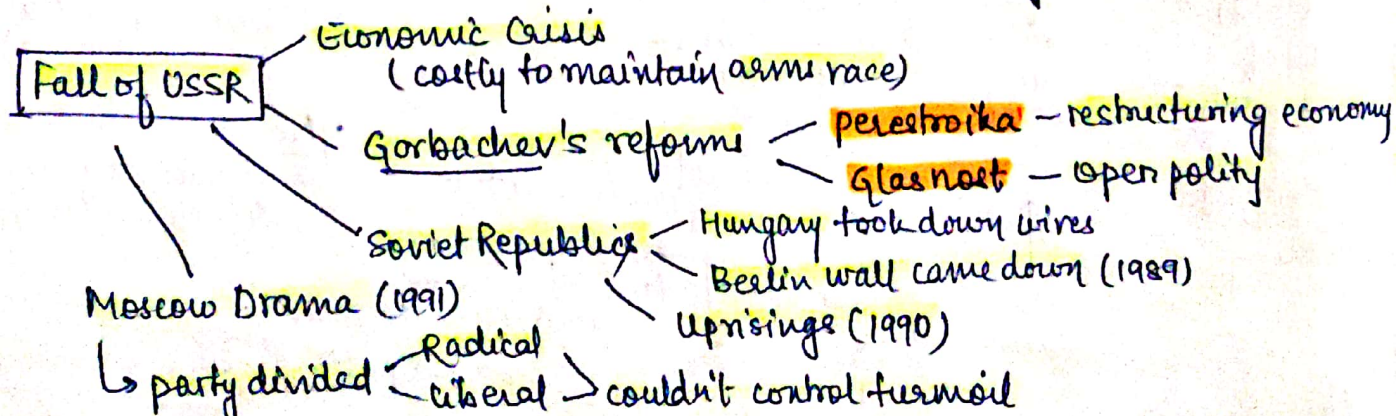 Economic Crisis
(costly to maintain arms race)
Fall of USSR
Gorbachev's reforms
perestroika – restructuring economy
Glasnost – open polity
Soviet Republics
Hungary took down wires
Berlin wall came down (1989)
Uprisings (1990)
Moscow Drama (1991)
↳ party divided
Radical
Liberal
couldn't control turmoil